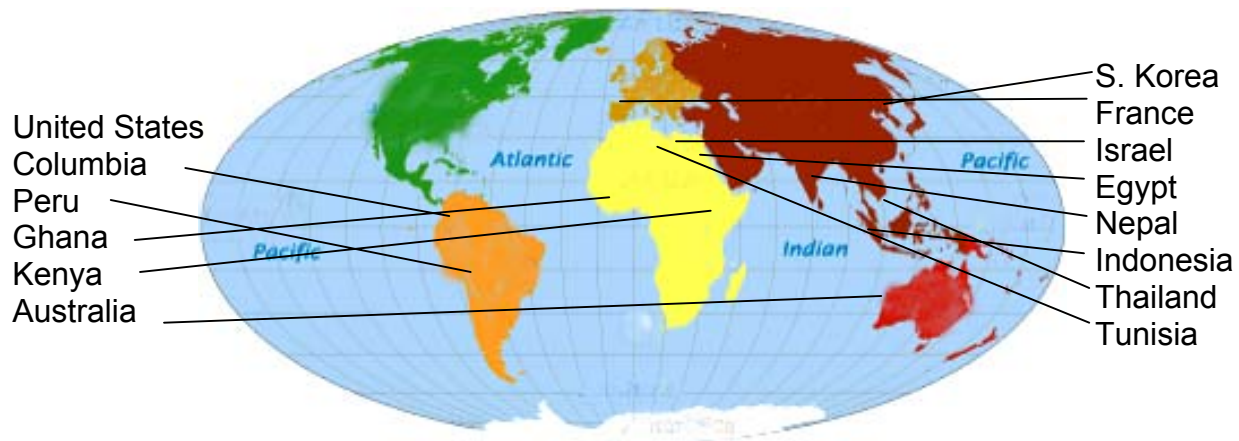 United States
Columbia
Peru
Ghana
Kenya
Australia
Atlantic
Pacific
Indian
Pacific
S. Korea
France
Israel
Egypt
Nepal
Indonesia
Thailand
Tunisia